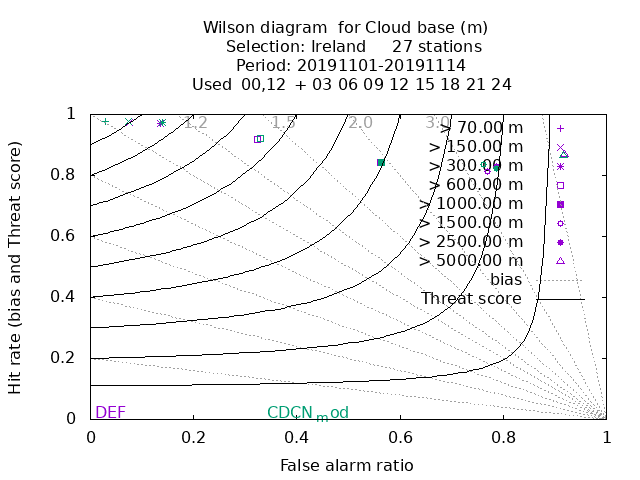 Wilson diagram  for Cloud base (m)
Selection: Ireland     27 stations
Period: 20191101-20191114
Used  00,12  + 03 06 09 12 15 18 21 24
Hit rate (bias and Threat score)
1
0.8
0.6
0.4
0.2
0
1.2
1.5
2.0
3.0
> 70.00 m
> 150.00 m
> 300.00 m
> 600.00 m
> 1000.00 m
> 1500.00 m
> 2500.00 m
> 5000.00 m
bias
Threat score
DEF
CDCN_mod
0 0.2 0.4 0.6 0.8 1
False alarm ratio